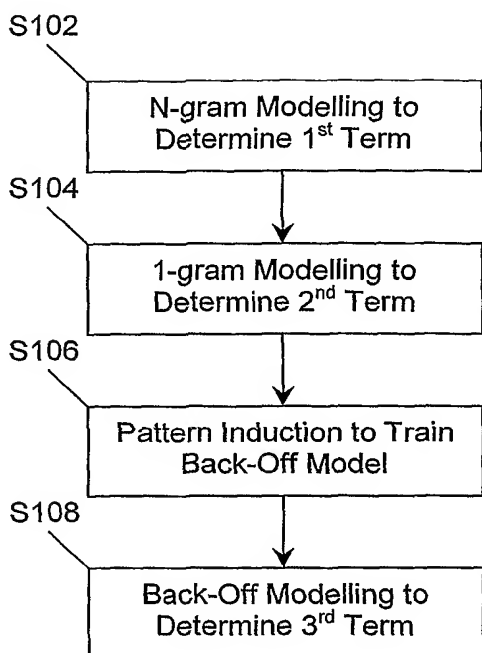 S102
N-gram Modelling to
Determine 1st Term
S104
1-gram Modelling to
Determine 2nd Term
S106
Pattern Induction to Train
Back-Off Model
S108
Back-Off Modelling to
Determine 3rd Term